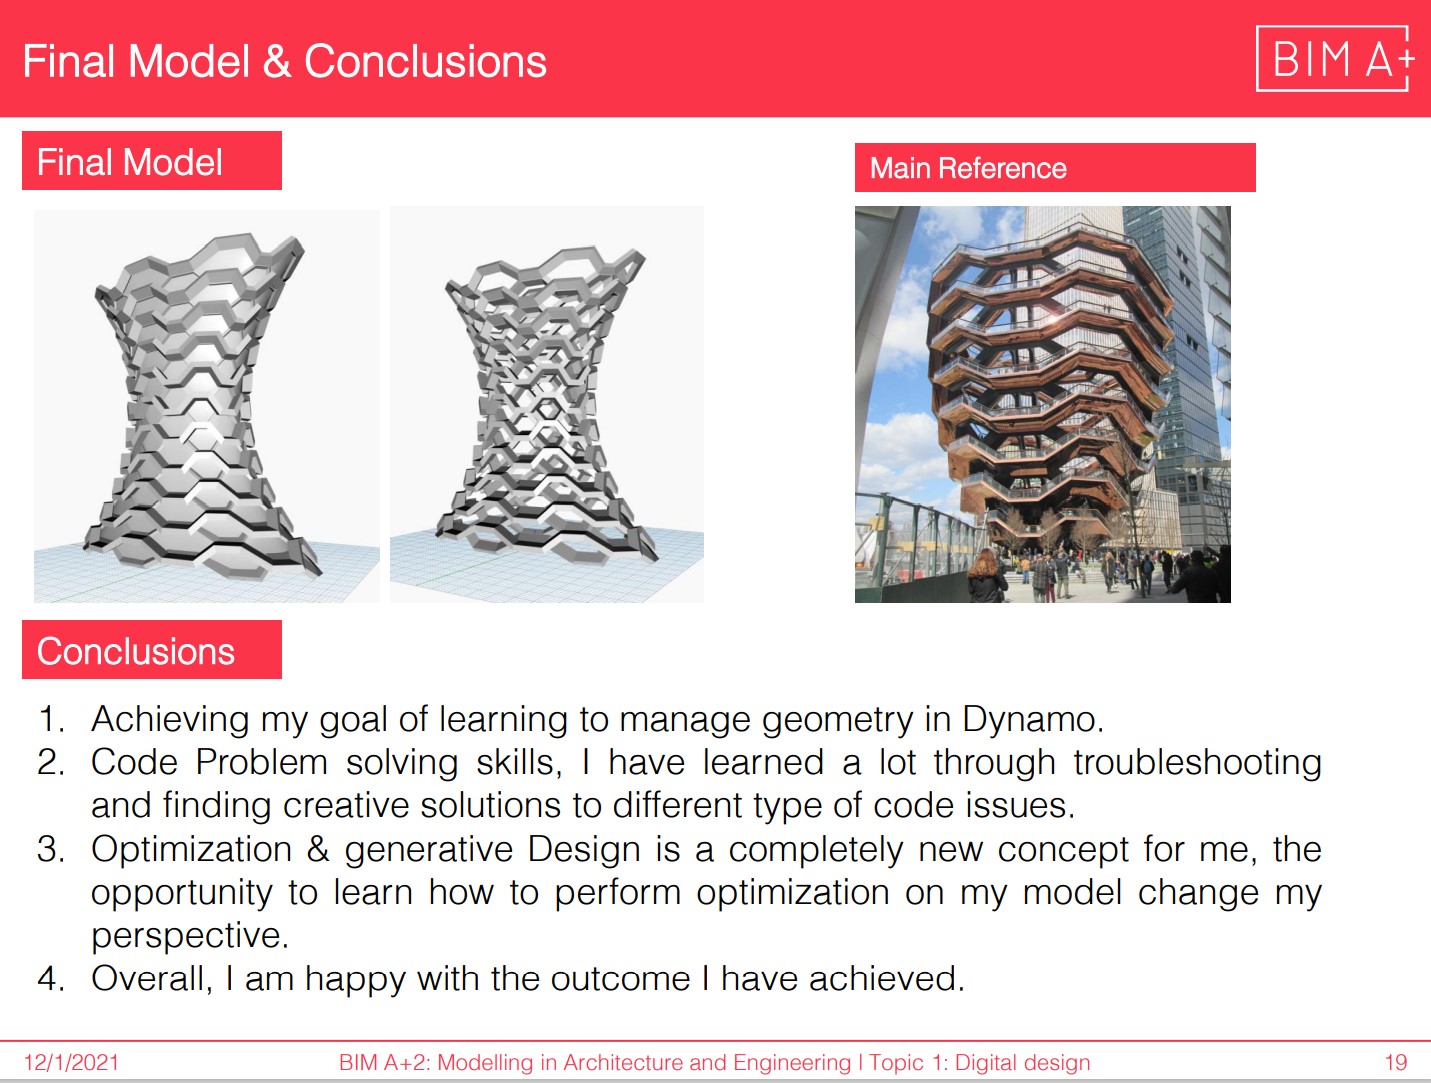 Final Model & Conclusions
BIM A+
Final Model
Main Reference
Conclusions
1. Achieving my goal of learning to manage geometry in Dynamo.
2. Code Problem solving skills, I have learned a lot through troubleshooting
and finding creative solutions to different type of code issues.
3. Optimization & generative Design is a completely new concept for me, the
opportunity to learn how to perform optimization on my model change my
perspective.
4. Overall, I am happy with the outcome I have achieved.
12/1/2021
BIM A+2: Modelling in Architecture and Engineering | Topic 1: Digital design
19